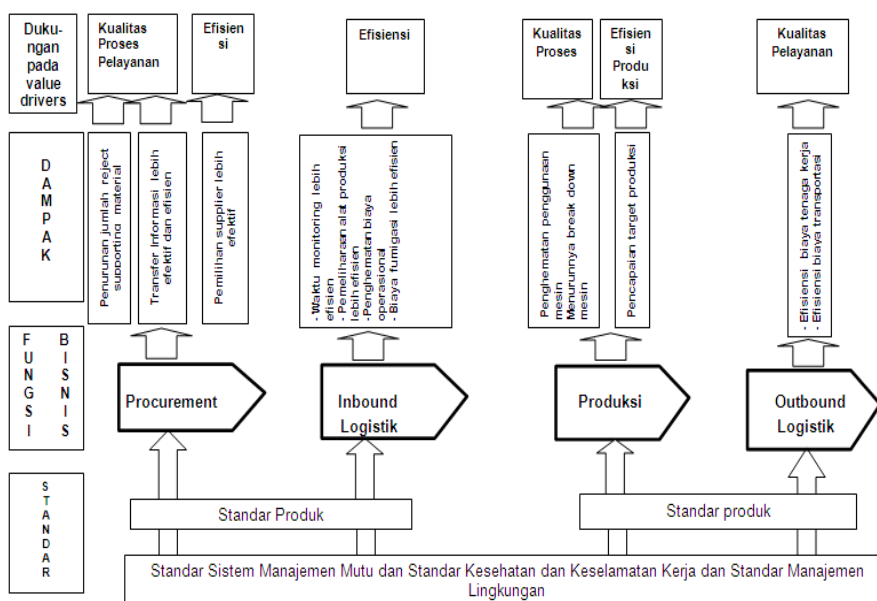 Duku-
ngan
pada
value
drivers
Kualitas
Proses
Pelayanan
Efisien
si
Efisiensi
Kualitas
Proses
Efisien
si
Produ
ksi
Kualitas
Pelayanan
D
A
M
P
A
K
Penurunan jumlah reject
supporting material
Transfer Informasi lebih
efektif dan efisien
Pemilihan supplier lebih
efektif
- Waktu monitoring lebih
efisien
- Pemeliharaan alat produksi
lebih efisien
-Penghematan biaya
operasional
- Biaya fumigasi lebih efisien
Penghematan penggunaan
mesin
Menurunnya break down
mesin
Pencapaian target produksi
- Efisiensi biaya tenaga kerja
- Efisiensi biaya transportasi
F
U
N
G
S
I
B
I
S
N
I
S
Procurement
Inbound
Logistik
Produksi
Outbound
Logistik
S
T
A
N
D
A
R
Standar Produk
Standar produk
Standar Sistem Manajemen Mutu dan Standar Kesehatan dan Keselamatan Kerja dan Standar Manajemen
Lingkungan